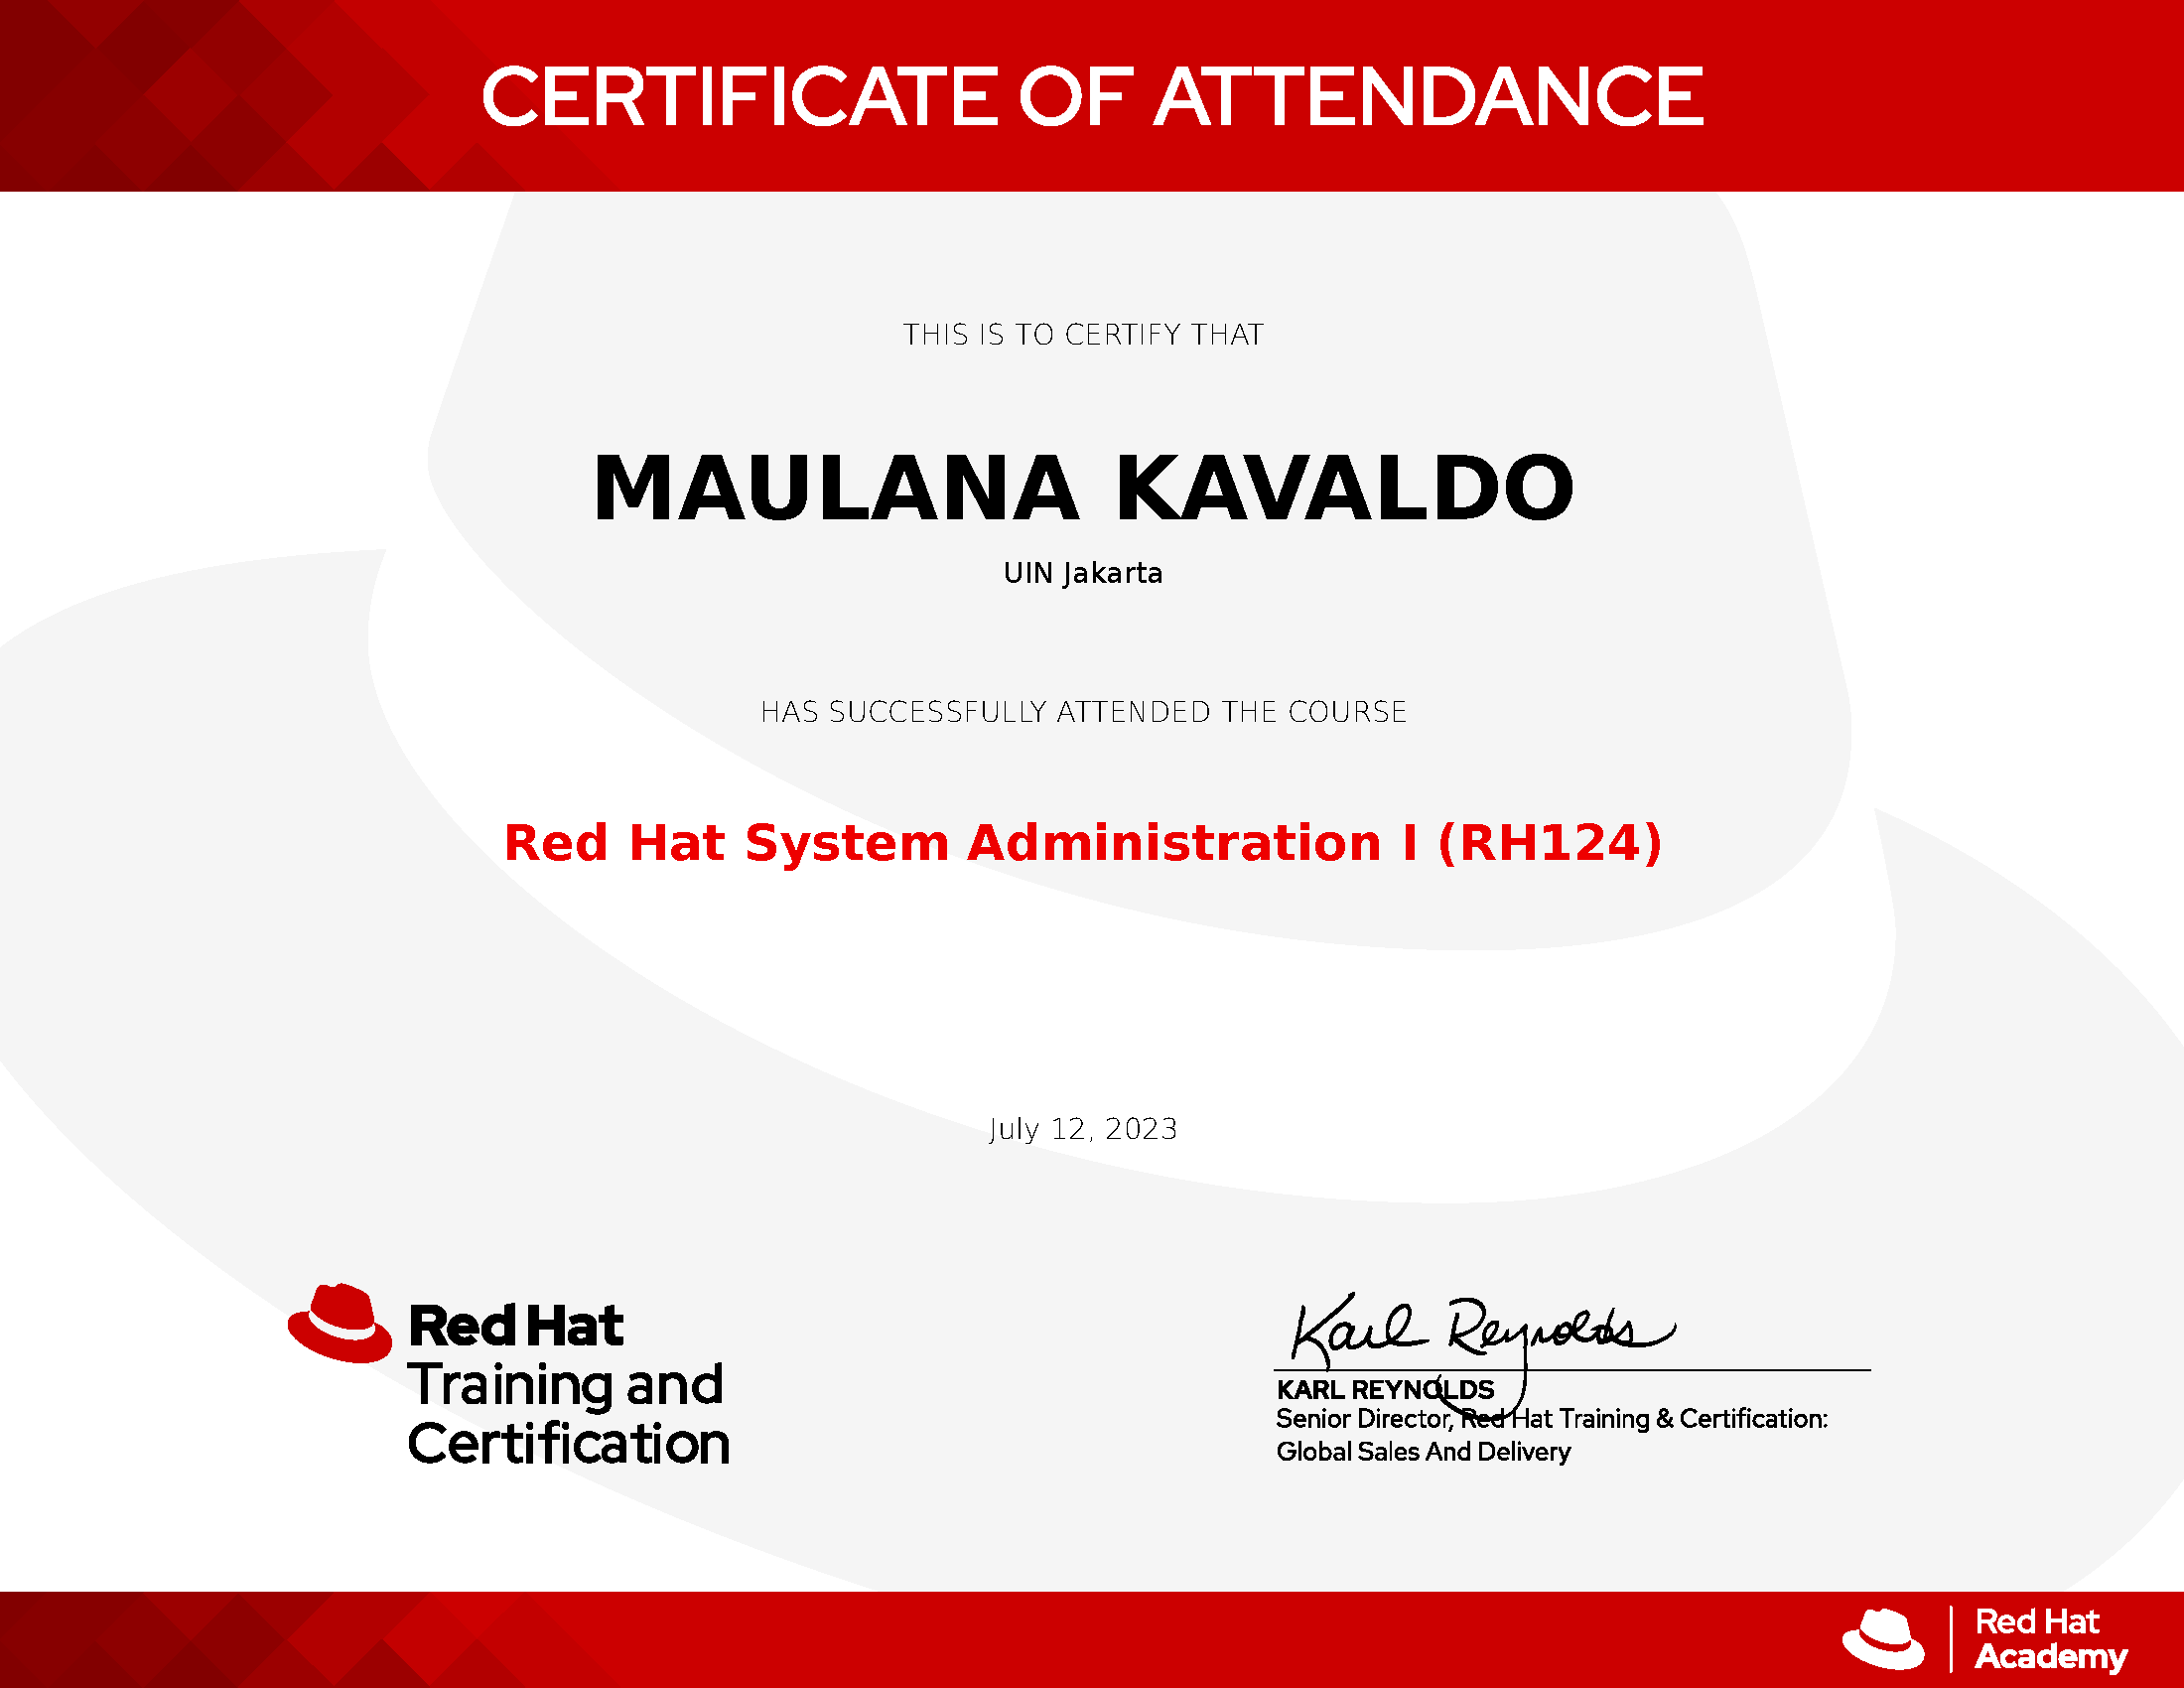 CERTIFICATE OF ATTENDANCE
THIS IS TO CERTIFY THAT
MAULANA KAVALDO
UIN Jakarta
HAS SUCCESSFULLY ATTENDED THE COURSE
Red Hat System Administration I (RH124)
July 12, 2023
Red Hat
Training and
Certification
Karl Reynolds
KARL REYNOLDS
Senior Director, Red Hat Training & Certification:
Global Sales And Delivery
Red Hat
Academy